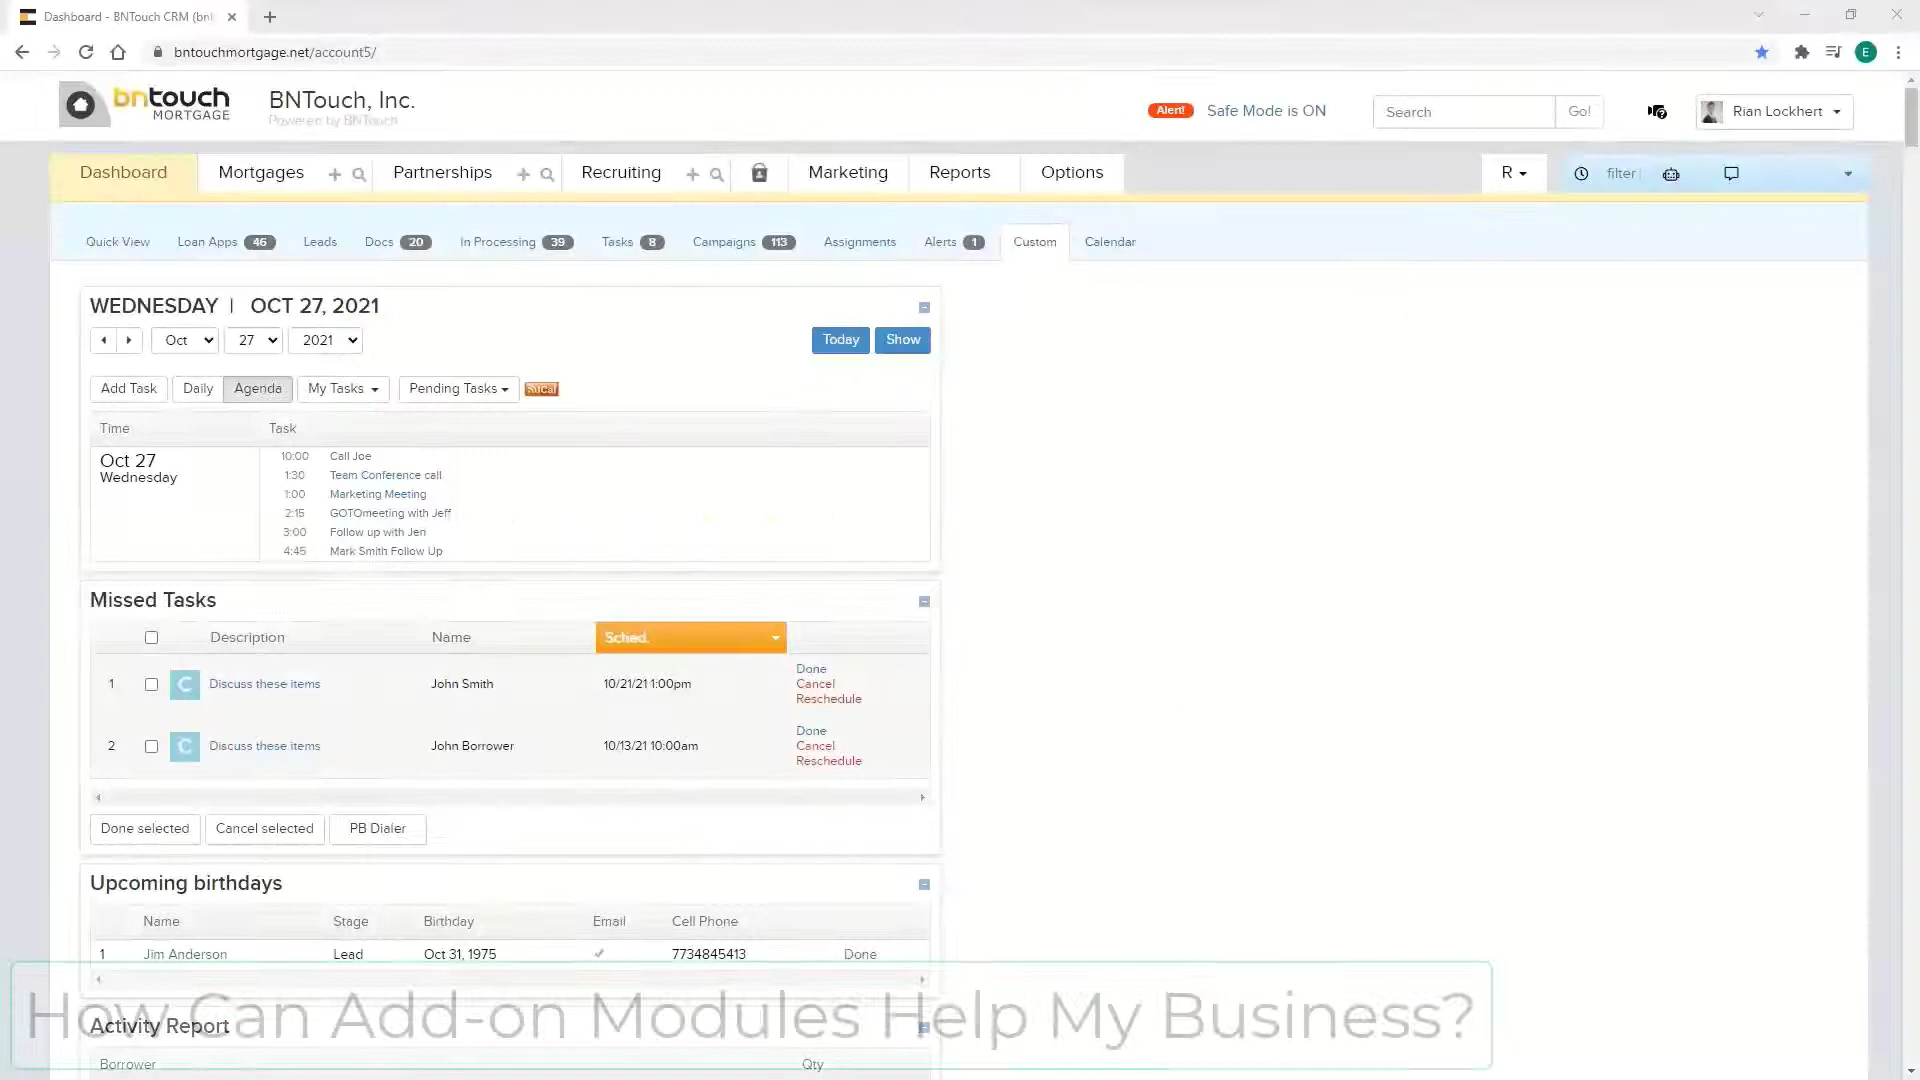 Dashboard - BNTouch CRM (bnt
bntouchmortgage.net/account5/
E
bntouch
MORTGAGE
BNTouch, Inc.
Powered by BNTouch
Alert!
Safe Mode is ON
Search
Go!
Rian Lockhert
Dashboard
Mortgages
Partnerships
Recruiting
Marketing
Reports
Options
R
filter
Quick View
Loan Apps 46
Leads
Docs 20
In Processing 39
Tasks 8
Campaigns 113
Assignments
Alerts 1
Custom
Calendar
WEDNESDAY | OCT 27, 2021
Oct
27
2021
Today
Show
Add Task
Daily
Agenda
My Tasks
Pending Tasks
iCal
Time Task
Oct 27
Wednesday
10:00 Call Joe
1:30 Team Conference call
1:00 Marketing Meeting
2:15 GOTOmeeting with Jeff
3:00 Follow up with Jen
4:45 Mark Smith Follow Up
Missed Tasks
Description Name Sched.
1 C Discuss these items John Smith 10/21/21 1:00pm
Done
Cancel
Reschedule
2 C Discuss these items John Borrower 10/13/21 10:00am
Done
Cancel
Reschedule
Done selected
Cancel selected
PB Dialer
Upcoming birthdays
Name Stage Birthday Email Cell Phone
1 Jim Anderson Lead Oct 31, 1975 7734845413 Done
How Can Add-on Modules Help My Business?
Activity Report
Borrower Qty